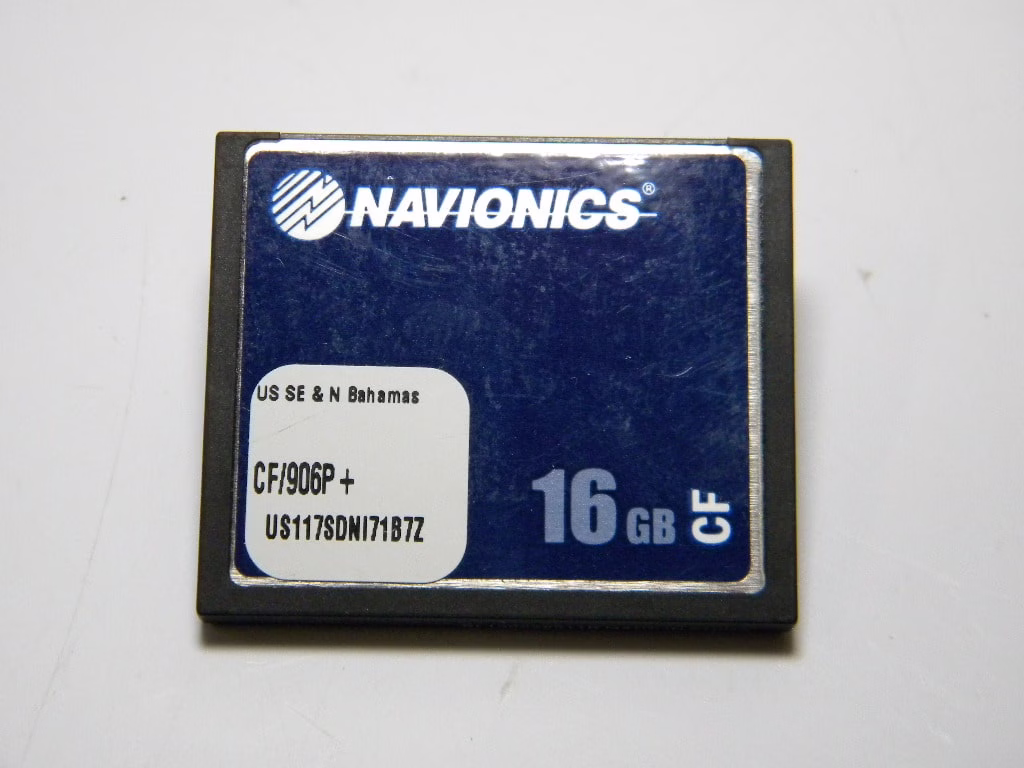 NAVIONICS®
US SE & N Bahamas
CF/906P +
US117SDNI71B7Z
16 GB CF